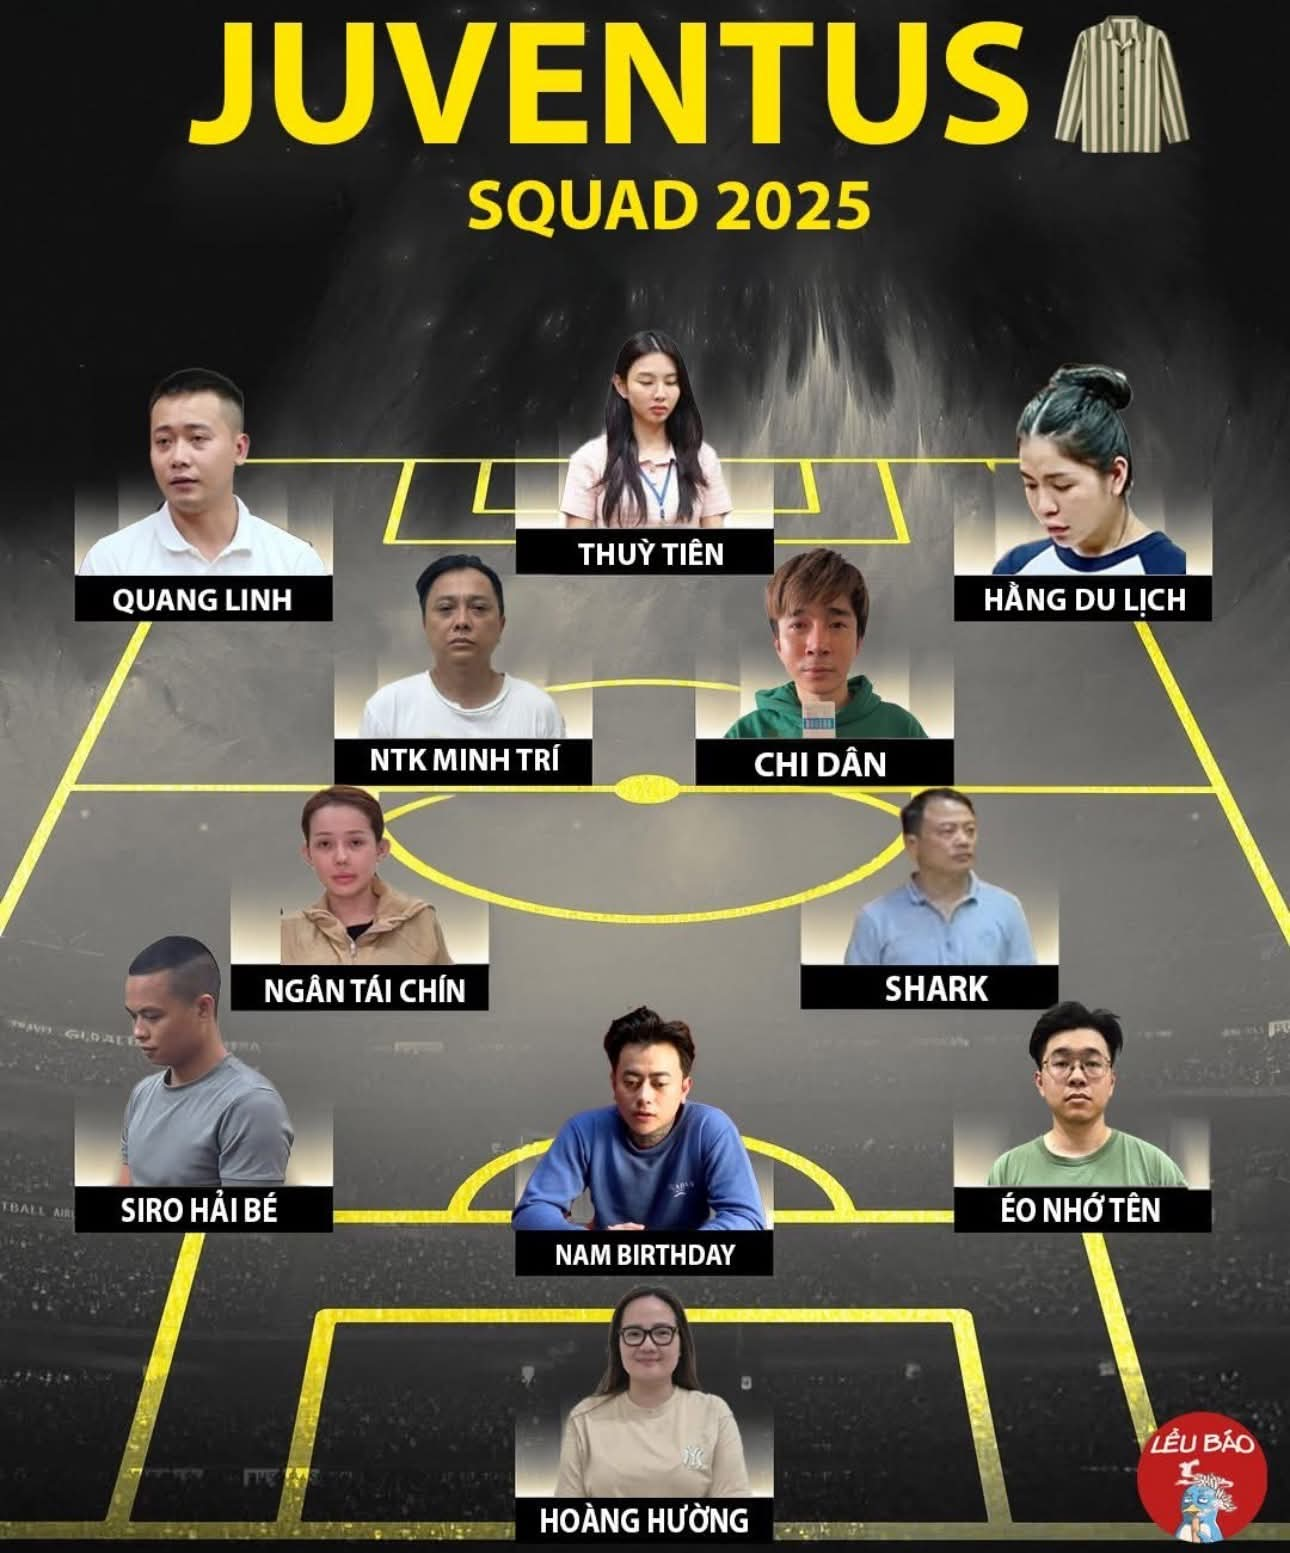 JUVENTUS
SQUAD 2025
THUỲ TIÊN
QUANG LINH
HẰNG DU LỊCH
NTK MINH TRÍ
CHI DÂN
NGÂN TÁI CHÍN
SHARK
SIRO HẢI BÉ
ÉO NHỚ TÊN
NAM BIRTHDAY
HOÀNG HƯỜNG
LỀU BÁO